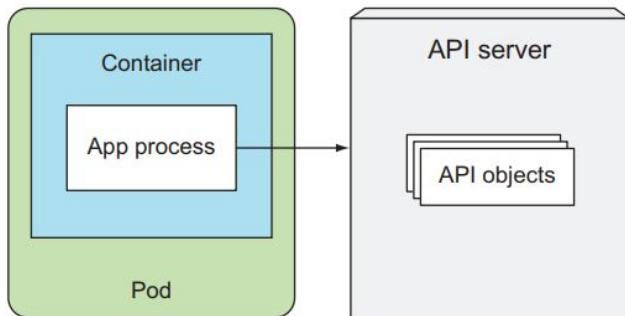 Container
App process
Pod
API server
API objects